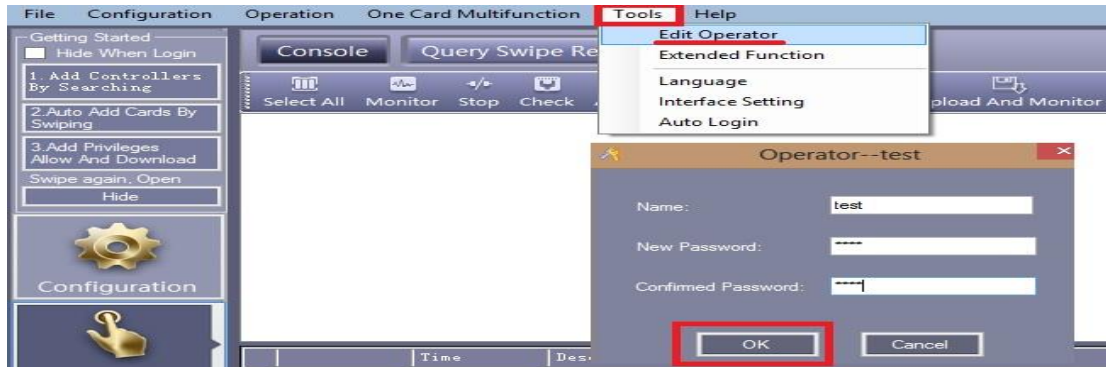 File Configuration Operation One Card Multifunction Tools Help
Getting Started
Hide When Login
1. Add Controllers
By Searching
2.Auto Add Cards By
Swiping
3.Add Privileges
Allow And Download
Swipe again, Open
Hide
Configuration
Console Query Swipe Re
Select All Monitor Stop Check pload And Monitor
Edit Operator
Extended Function
Language
Interface Setting
Auto Login
Operator--test
Name: test
New Password: ****
Confirmed Password: ****
OK Cancel
Time Des